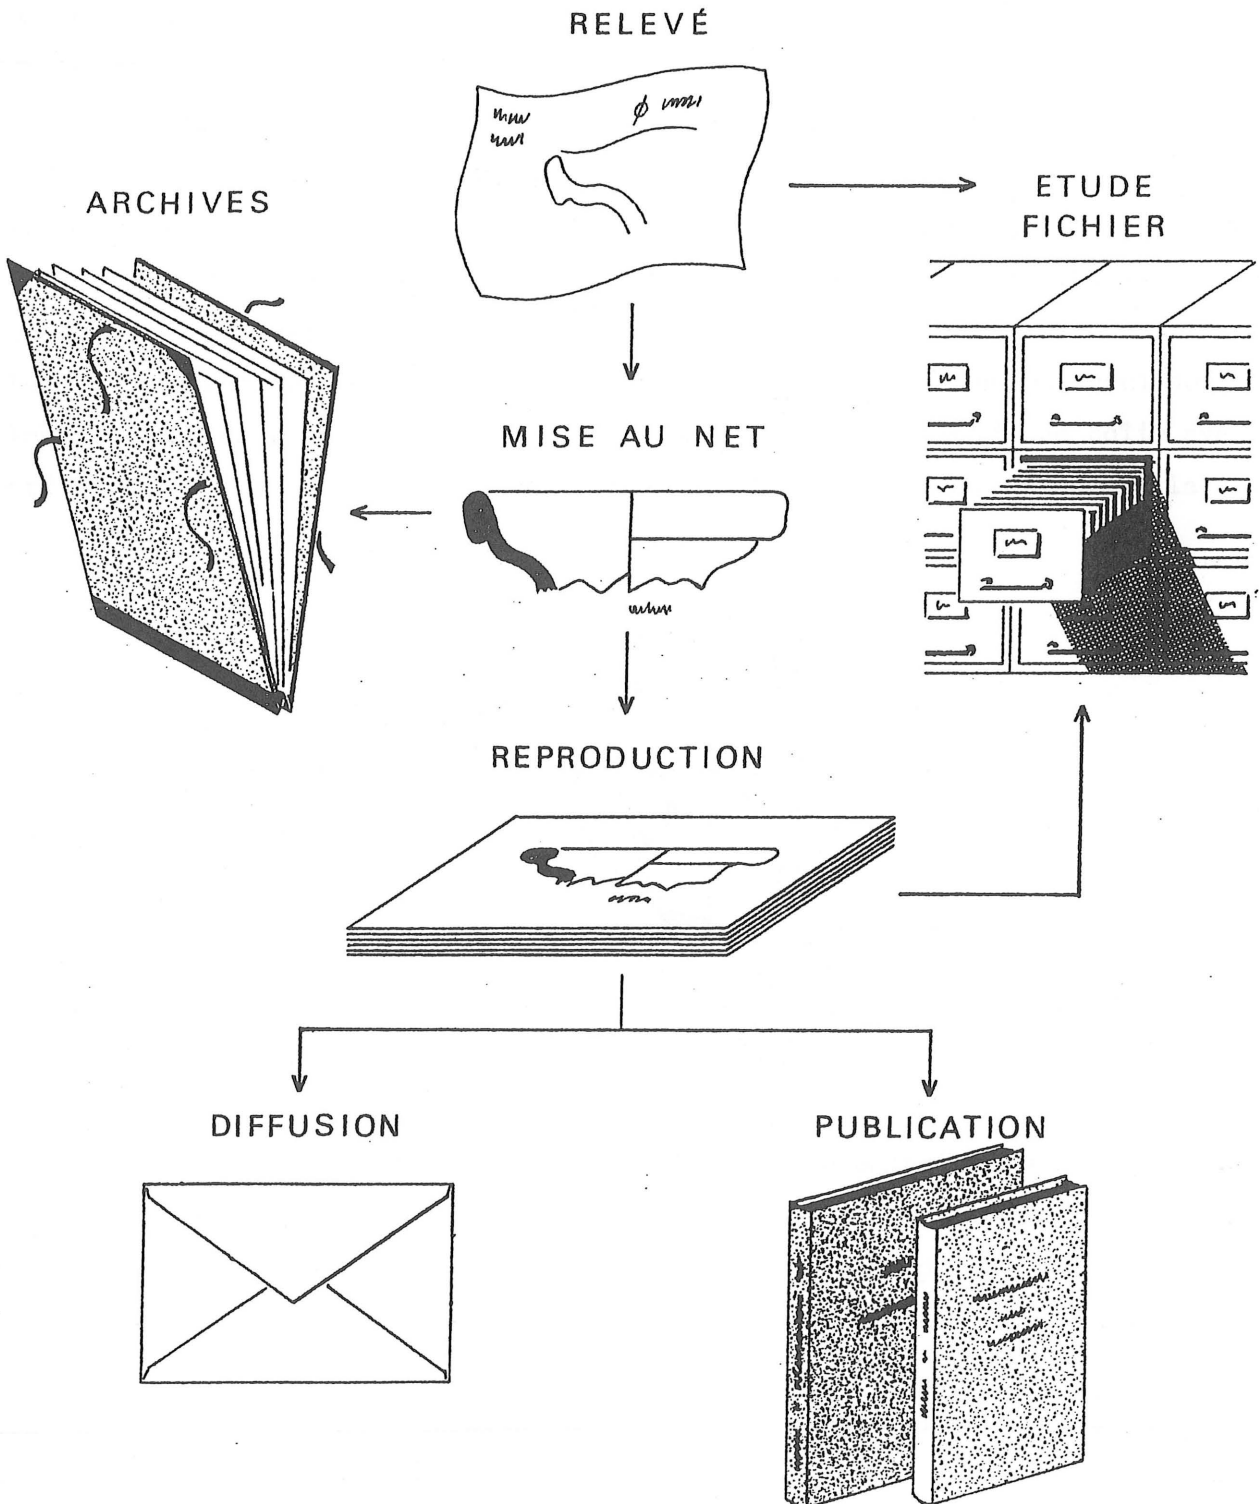 RELEVÉ
ARCHIVES
ETUDE
FICHIER
MISE AU NET
REPRODUCTION
DIFFUSION
PUBLICATION